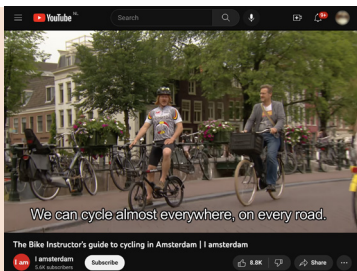 YouTube NL
Search
9+
We can cycle almost everywhere, on every road.
The Bike Instructor's guide to cycling in Amsterdam | I amsterdam
I am
I amsterdam
5.6K subscribers
Subscribe
8.8K
Share